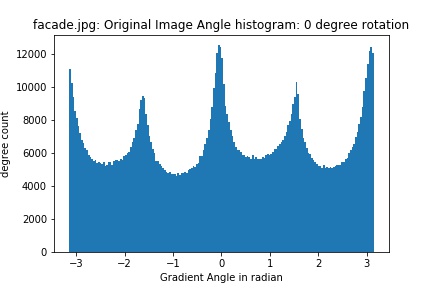 facade.jpg: Original Image Angle histogram: 0 degree rotation
degree count
12000
10000
8000
6000
4000
2000
0
−3 −2 −1 0 1 2 3
Gradient Angle in radian